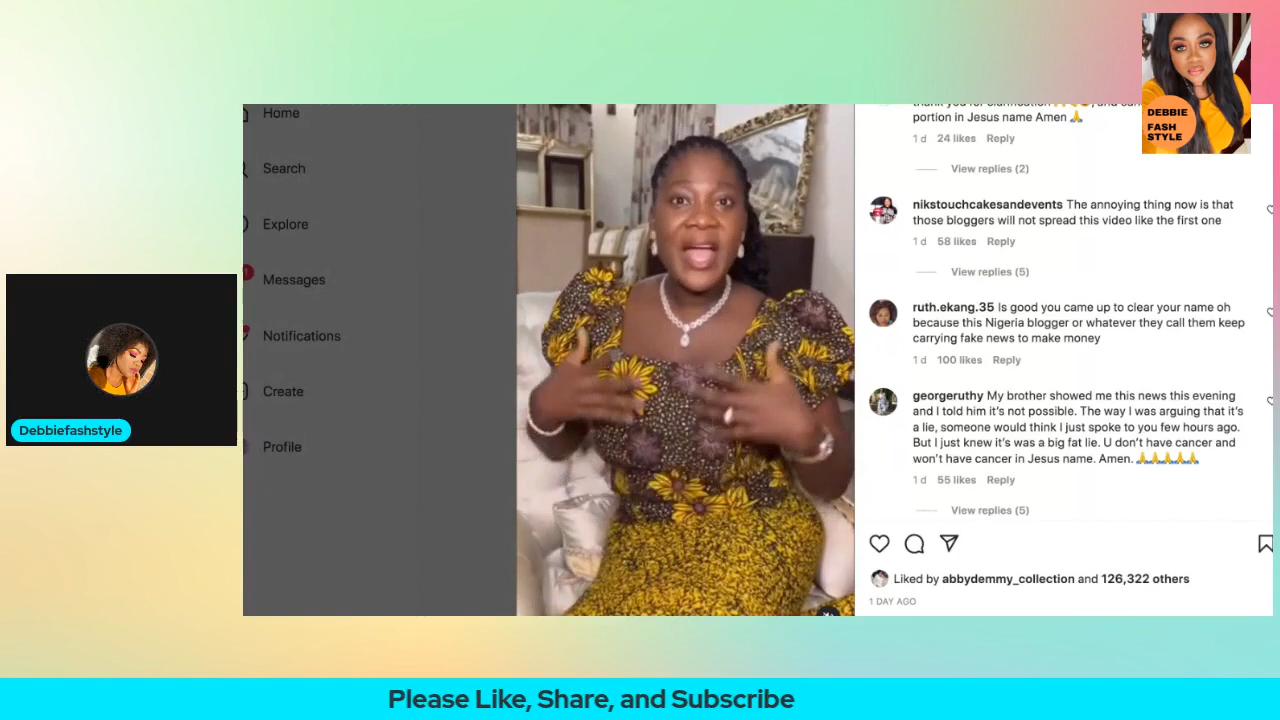 Home
Search
Explore
Messages
Notifications
Create
Profile
Debbiefashstyle
portion in Jesus name Amen 🙏
1 d 24 likes Reply
View replies (2)
nikstouchcakesandevents The annoying thing now is that
those bloggers will not spread this video like the first one
1 d 58 likes Reply
View replies (5)
ruth.ekang.35 Is good you came up to clear your name oh
because this Nigeria blogger or whatever they call them keep
carrying fake news to make money
1 d 100 likes Reply
georgeruthy My brother showed me this news this evening
and I told him it's not possible. The way I was arguing that it's
a lie, someone would think I just spoke to you few hours ago.
But I just knew it's was a big fat lie. U don't have cancer and
won't have cancer in Jesus name. Amen. 🙏🙏🙏🙏🙏
1 d 55 likes Reply
View replies (5)
Liked by abbydemmy_collection and 126,322 others
1 DAY AGO
DEBBIE
FASH
STYLE
Please Like, Share, and Subscribe